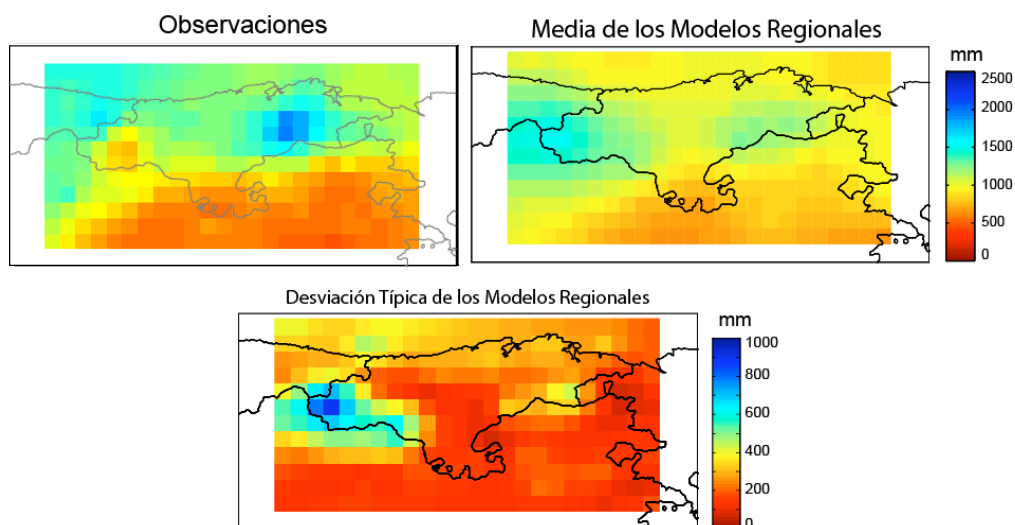 Observaciones
Media de los Modelos Regionales
mm
2500
2000
1500
1000
500
0
Desviación Típica de los Modelos Regionales
mm
1000
800
600
400
200
0